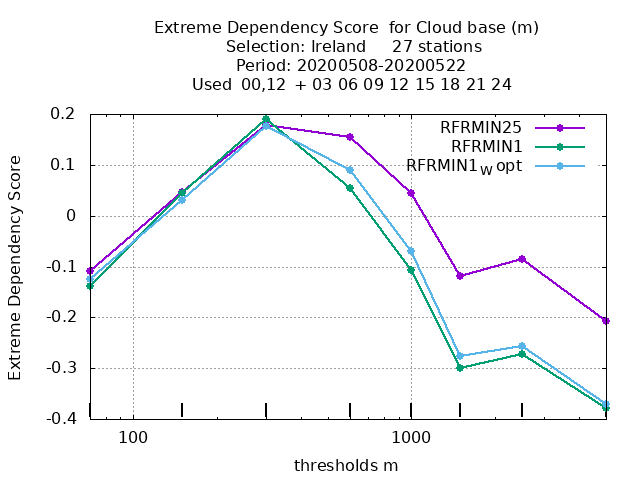 Extreme Dependency Score  for Cloud base (m)
Selection: Ireland     27 stations
Period: 20200508-20200522
Used  00,12  + 03 06 09 12 15 18 21 24
RFRMIN25
RFRMIN1
RFRMIN1W opt
Extreme Dependency Score
0.2
0.1
0
-0.1
-0.2
-0.3
-0.4
100
1000
thresholds m